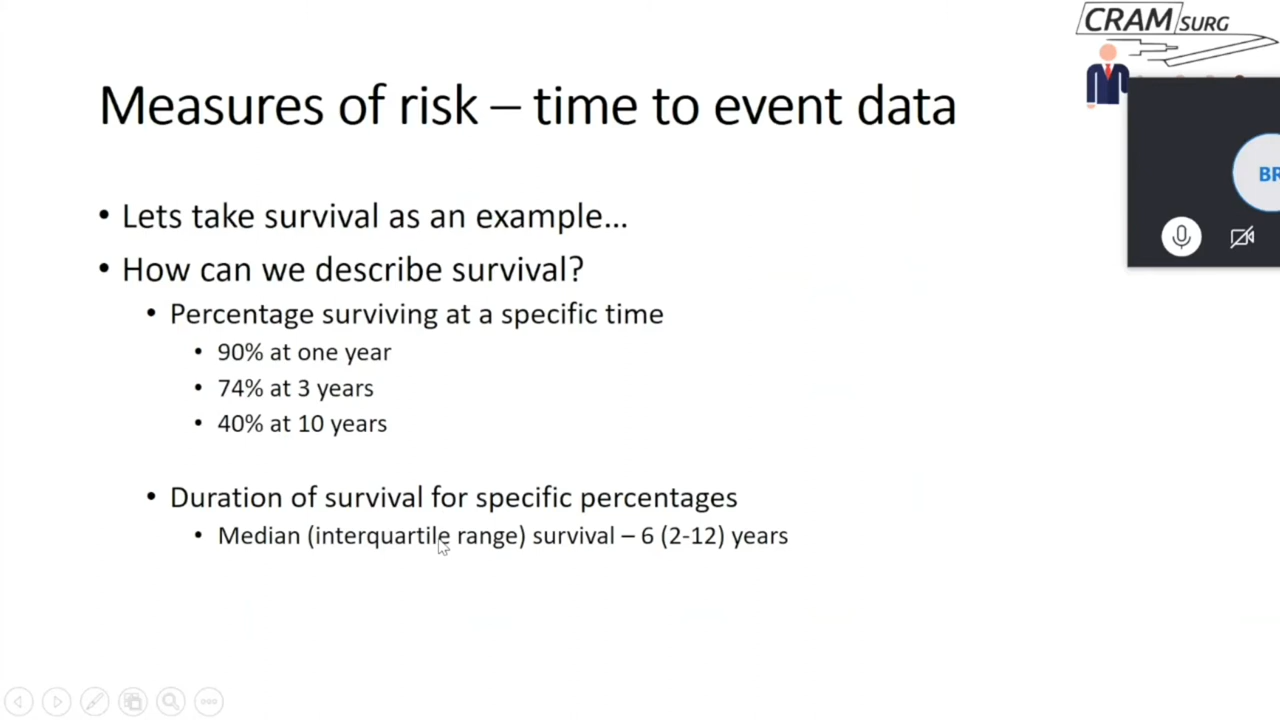 CRAM SURG
Measures of risk – time to event data
BR
• Lets take survival as an example...
• How can we describe survival?
• Percentage surviving at a specific time
• 90% at one year
• 74% at 3 years
• 40% at 10 years
• Duration of survival for specific percentages
• Median (interquartile range) survival – 6 (2-12) years